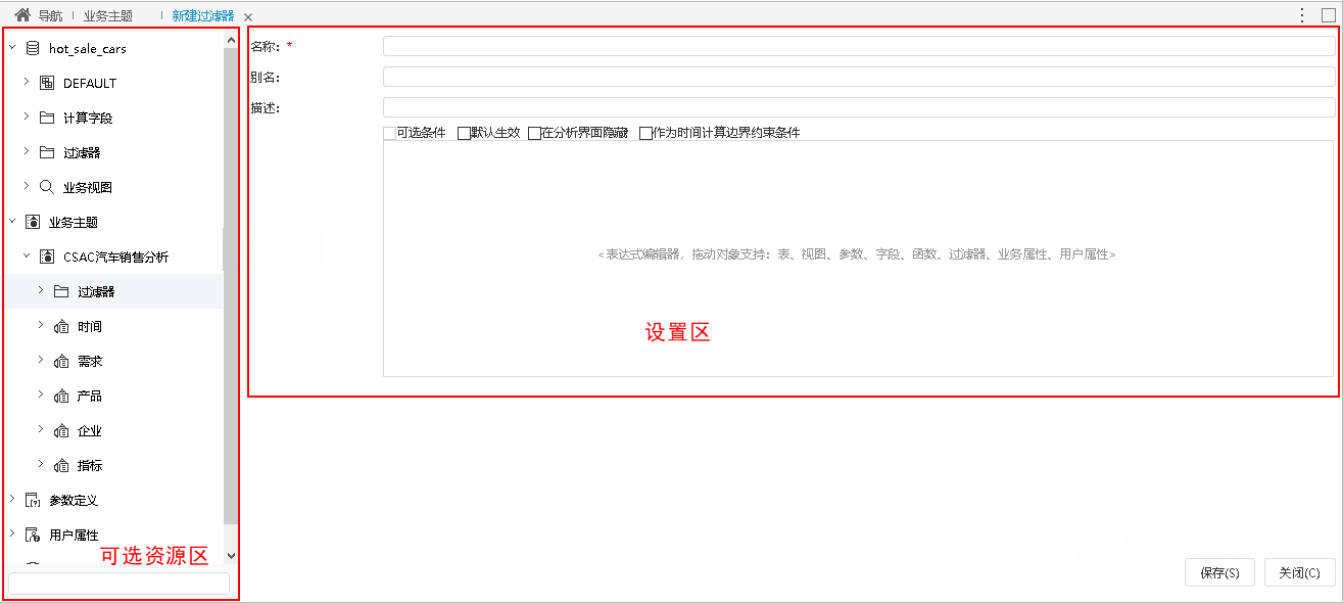 导航 业务主题 新建过滤器
hot_sale_cars
DEFAULT
计算字段
过滤器
业务视图
业务主题
CSAC汽车销售分析
过滤器
时间
需求
产品
企业
指标
参数定义
用户属性
可选资源区
名称: *
别名:
描述:
可选条件 默认生效 在分析界面隐藏 作为时间计算边界约束条件
<表达式编辑器, 拖动对象支持: 表、视图、参数、字段、函数、过滤器、业务属性、用户属性>
设置区
保存(S) 关闭(C)